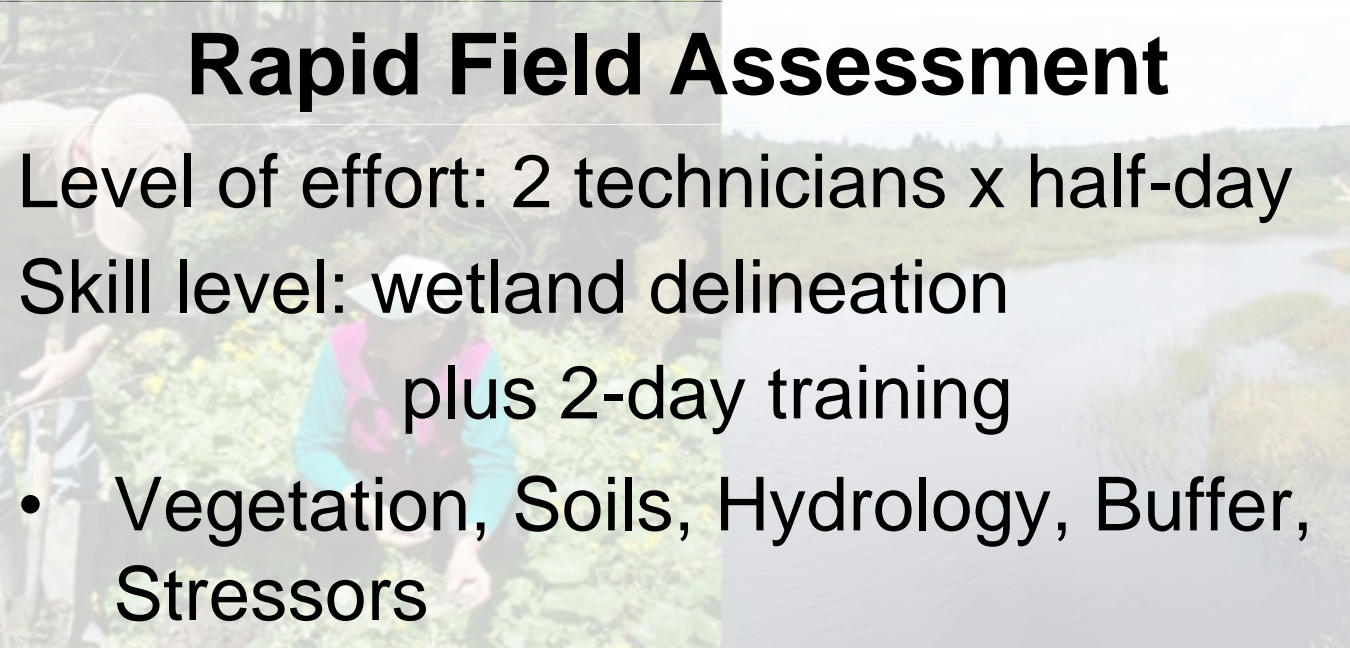 Rapid Field Assessment
Level of effort: 2 technicians x half-day
Skill level: wetland delineation
plus 2-day training
• Vegetation, Soils, Hydrology, Buffer,
Stressors